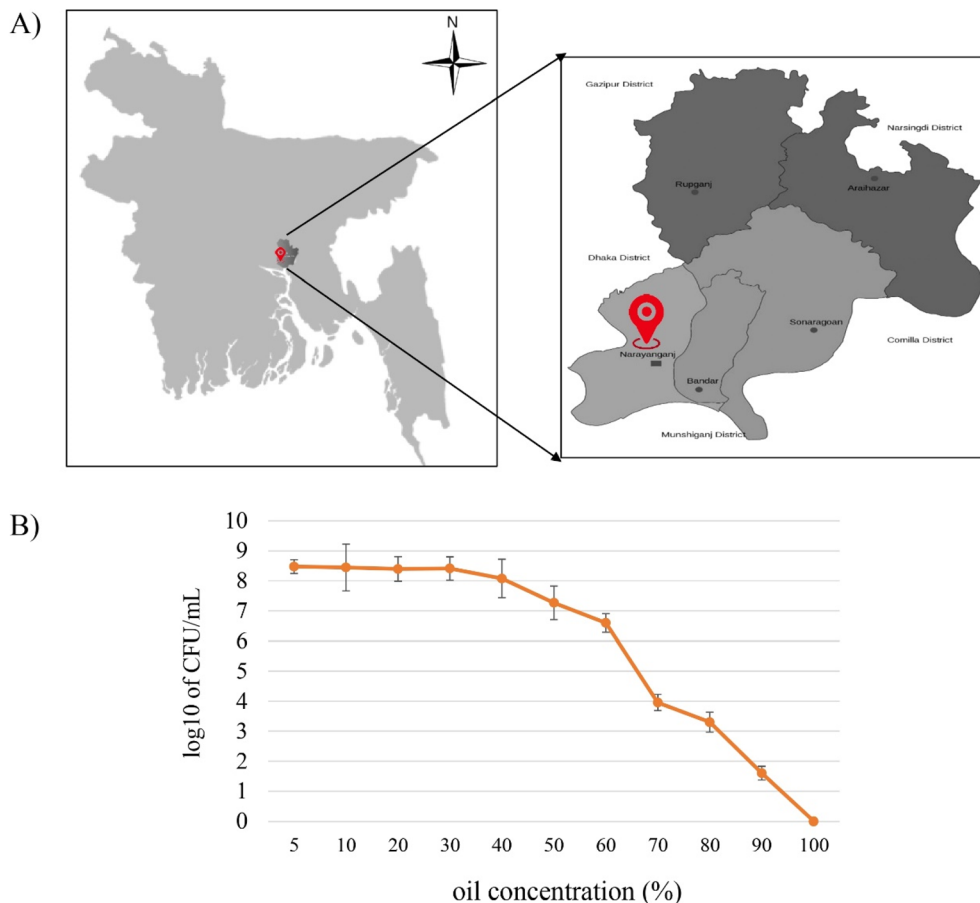 A)
N
Gazipur District
Narsingdi District
Rupganj
Araihazar
Dhaka District
Sonaragoan
Comilla District
Narayanganj
Bandar
Munshiganj District
B)
10
9
8
7
6
5
4
3
2
1
0
log10 of CFU/mL
5 10 20 30 40 50 60 70 80 90 100
oil concentration (%)